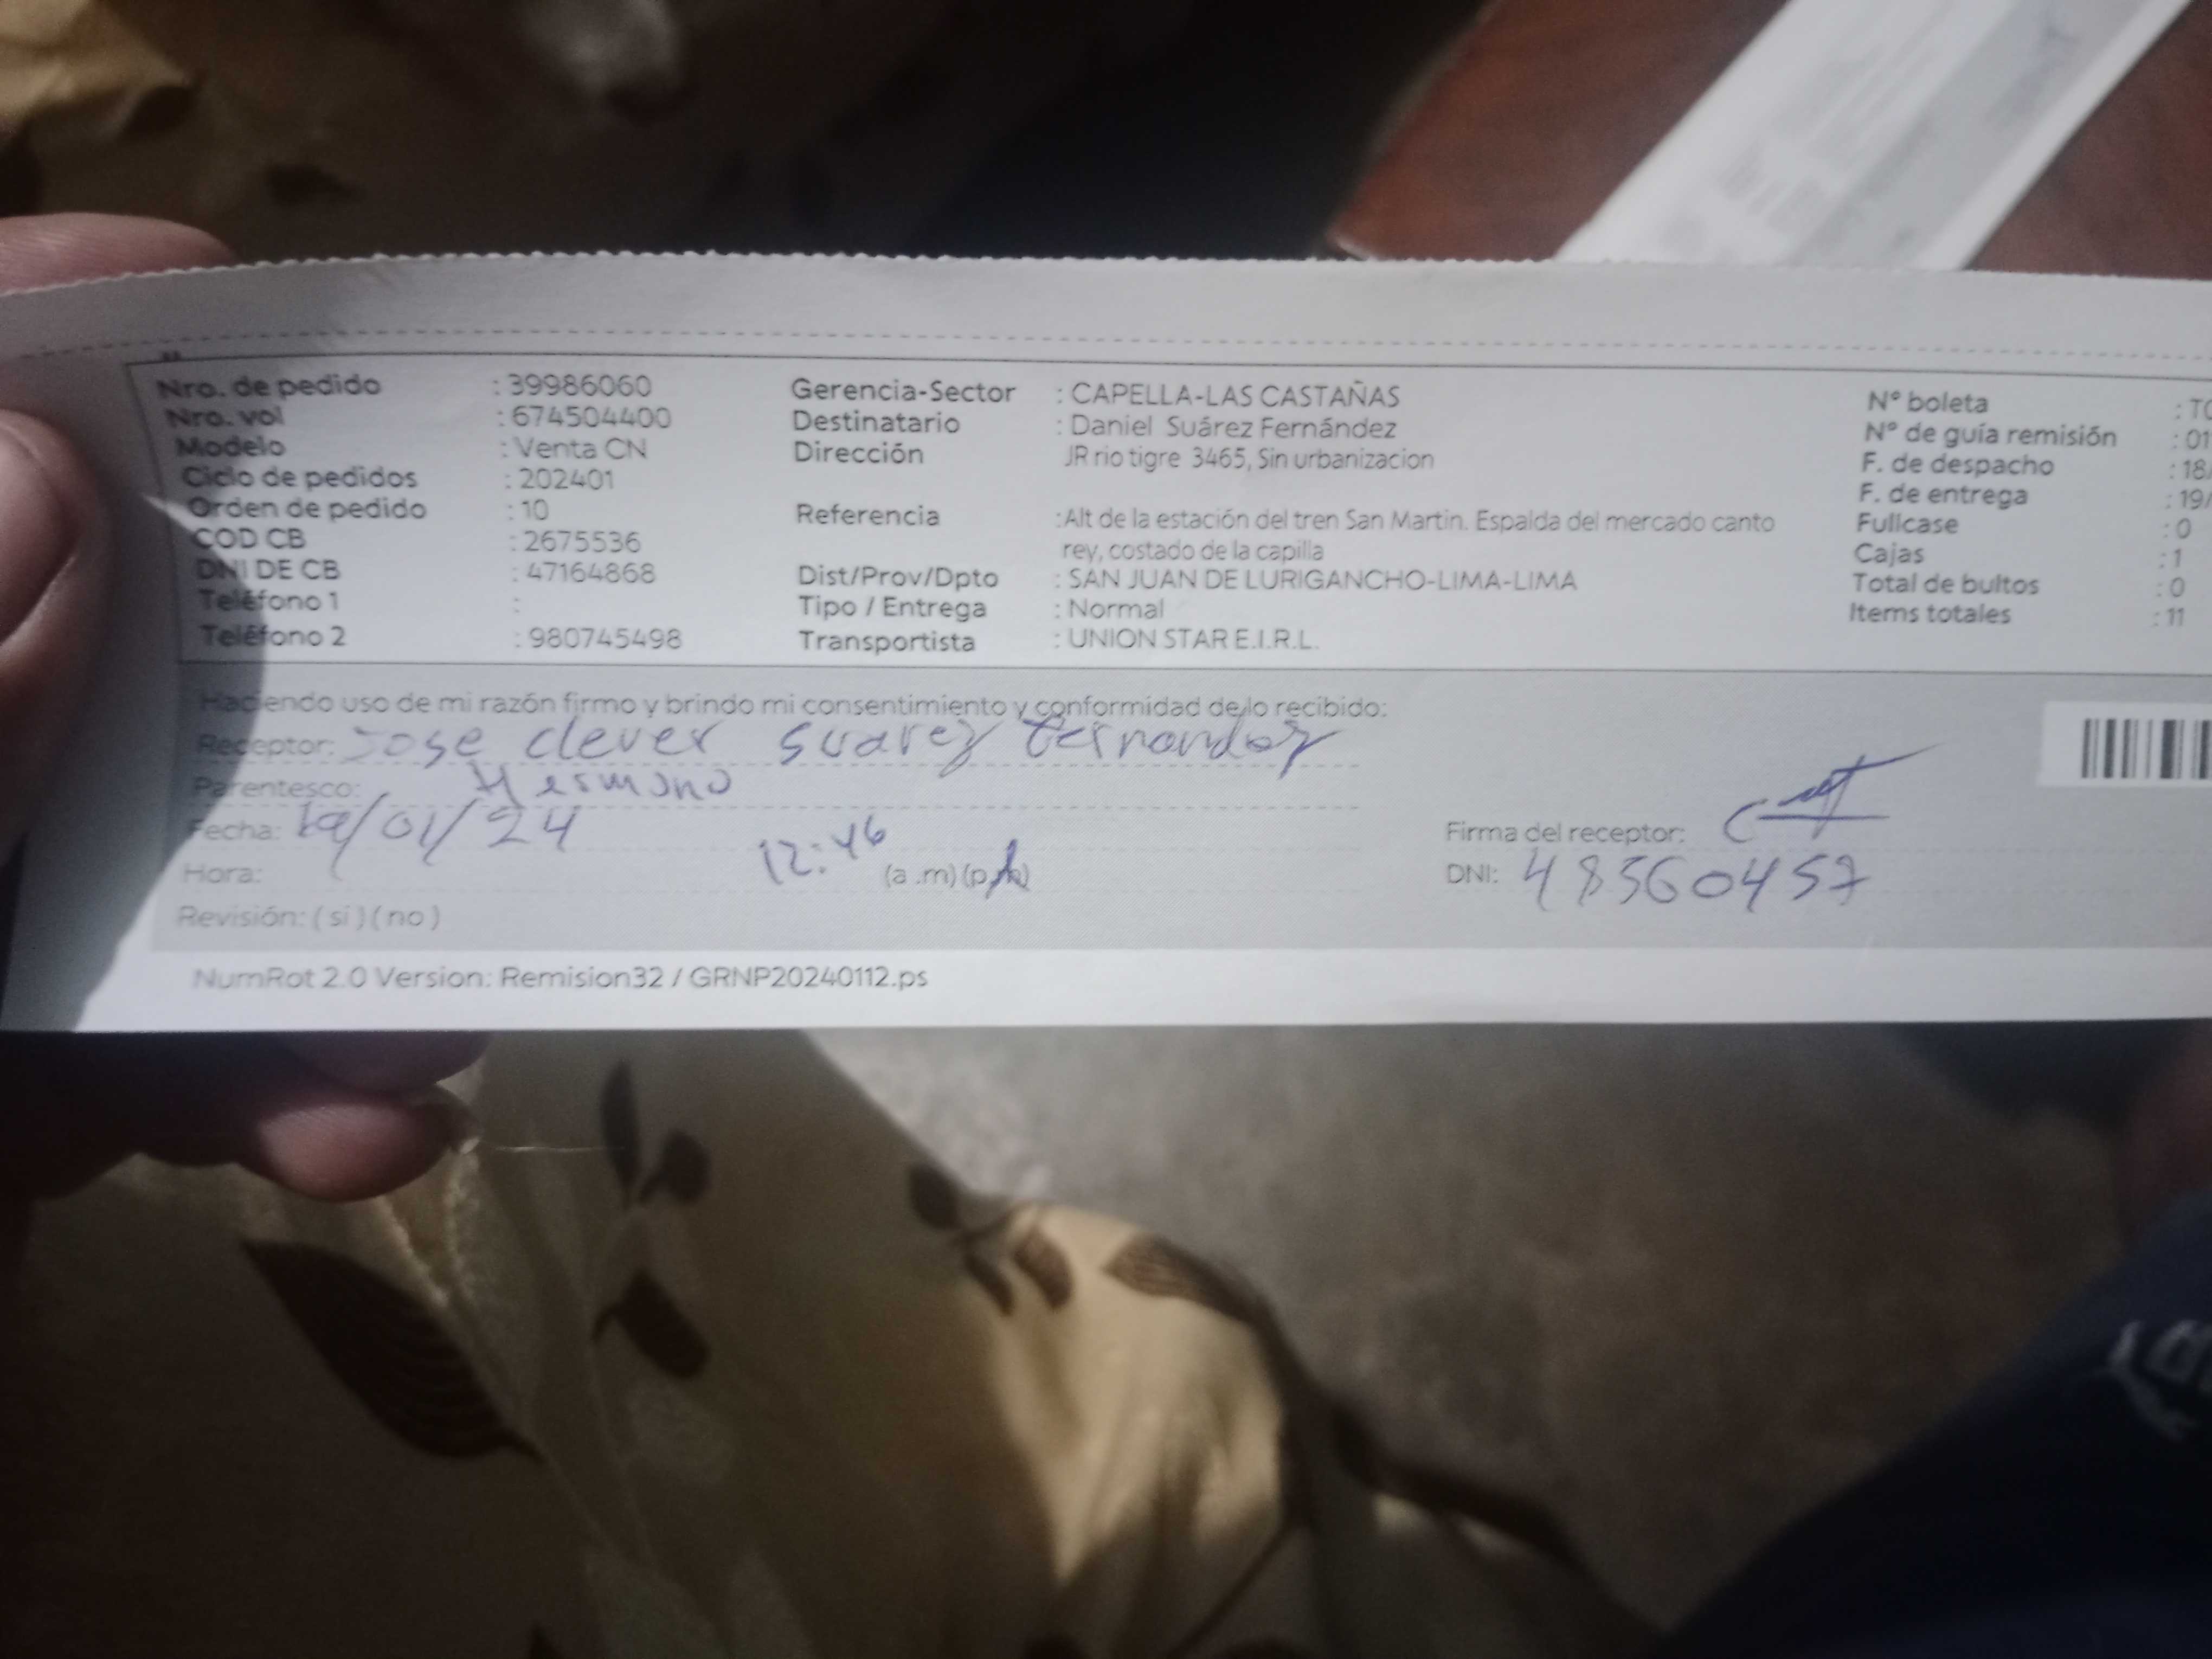 Nro. de pedido : 39986060 Gerencia-Sector : CAPELLA-LAS CASTAÑAS Nº boleta : TO
Nro. vol : 674504400 Destinatario : Daniel Suárez Fernández Nº de guía remisión : 01
Modelo : Venta CN Dirección JR rio tigre 3465, Sin urbanizacion F. de despacho : 18/
Ciclo de pedidos : 202401 F. de entrega : 19/
Orden de pedido : 10 Referencia : Alt de la estación del tren San Martin. Espalda del mercado canto Fullcase : 0
COD CB : 2675536 rey, costado de la capilla Cajas : 1
DNI DE CB : 47164868 Dist/Prov/Dpto : SAN JUAN DE LURIGANCHO-LIMA-LIMA Total de bultos : 0
Teléfono 1 : Tipo / Entrega : Normal Items totales : 11
Teléfono 2 : 980745498 Transportista : UNION STAR E.I.R.L.
Haciendo uso de mi razón firmo y brindo mi consentimiento y conformidad de lo recibido:
Receptor: Jose clever suarez fernandez
Parentesco: Hermano
Fecha: 19/01/24 Firma del receptor:
Hora: 12:46 (a .m) (p.m) DNI: 483560457
Revisión: ( si ) ( no )
NumRot 2.0 Version: Remision32 / GRNP20240112.ps